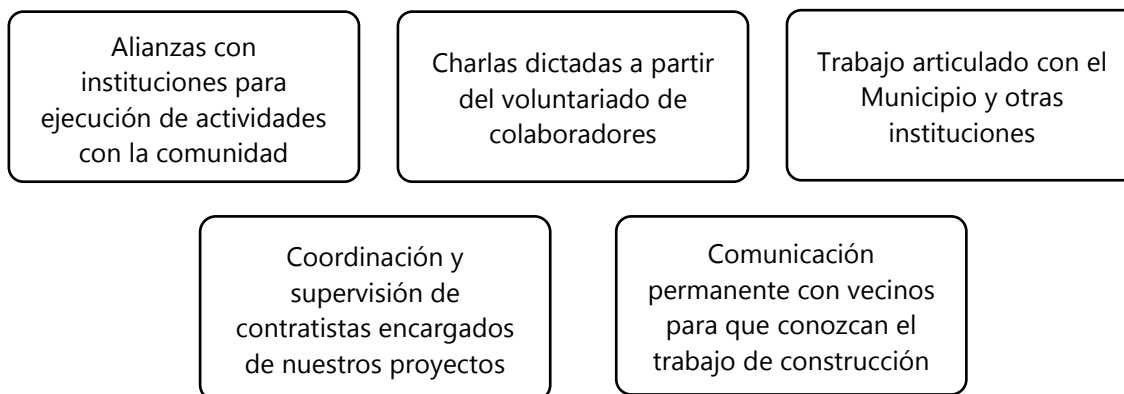 Alianzas con
instituciones para
ejecución de actividades
con la comunidad
Charlas dictadas a partir
del voluntariado de
colaboradores
Trabajo articulado con el
Municipio y otras
instituciones
Coordinación y
supervisión de
contratistas encargados
de nuestros proyectos
Comunicación
permanente con vecinos
para que conozcan el
trabajo de construcción